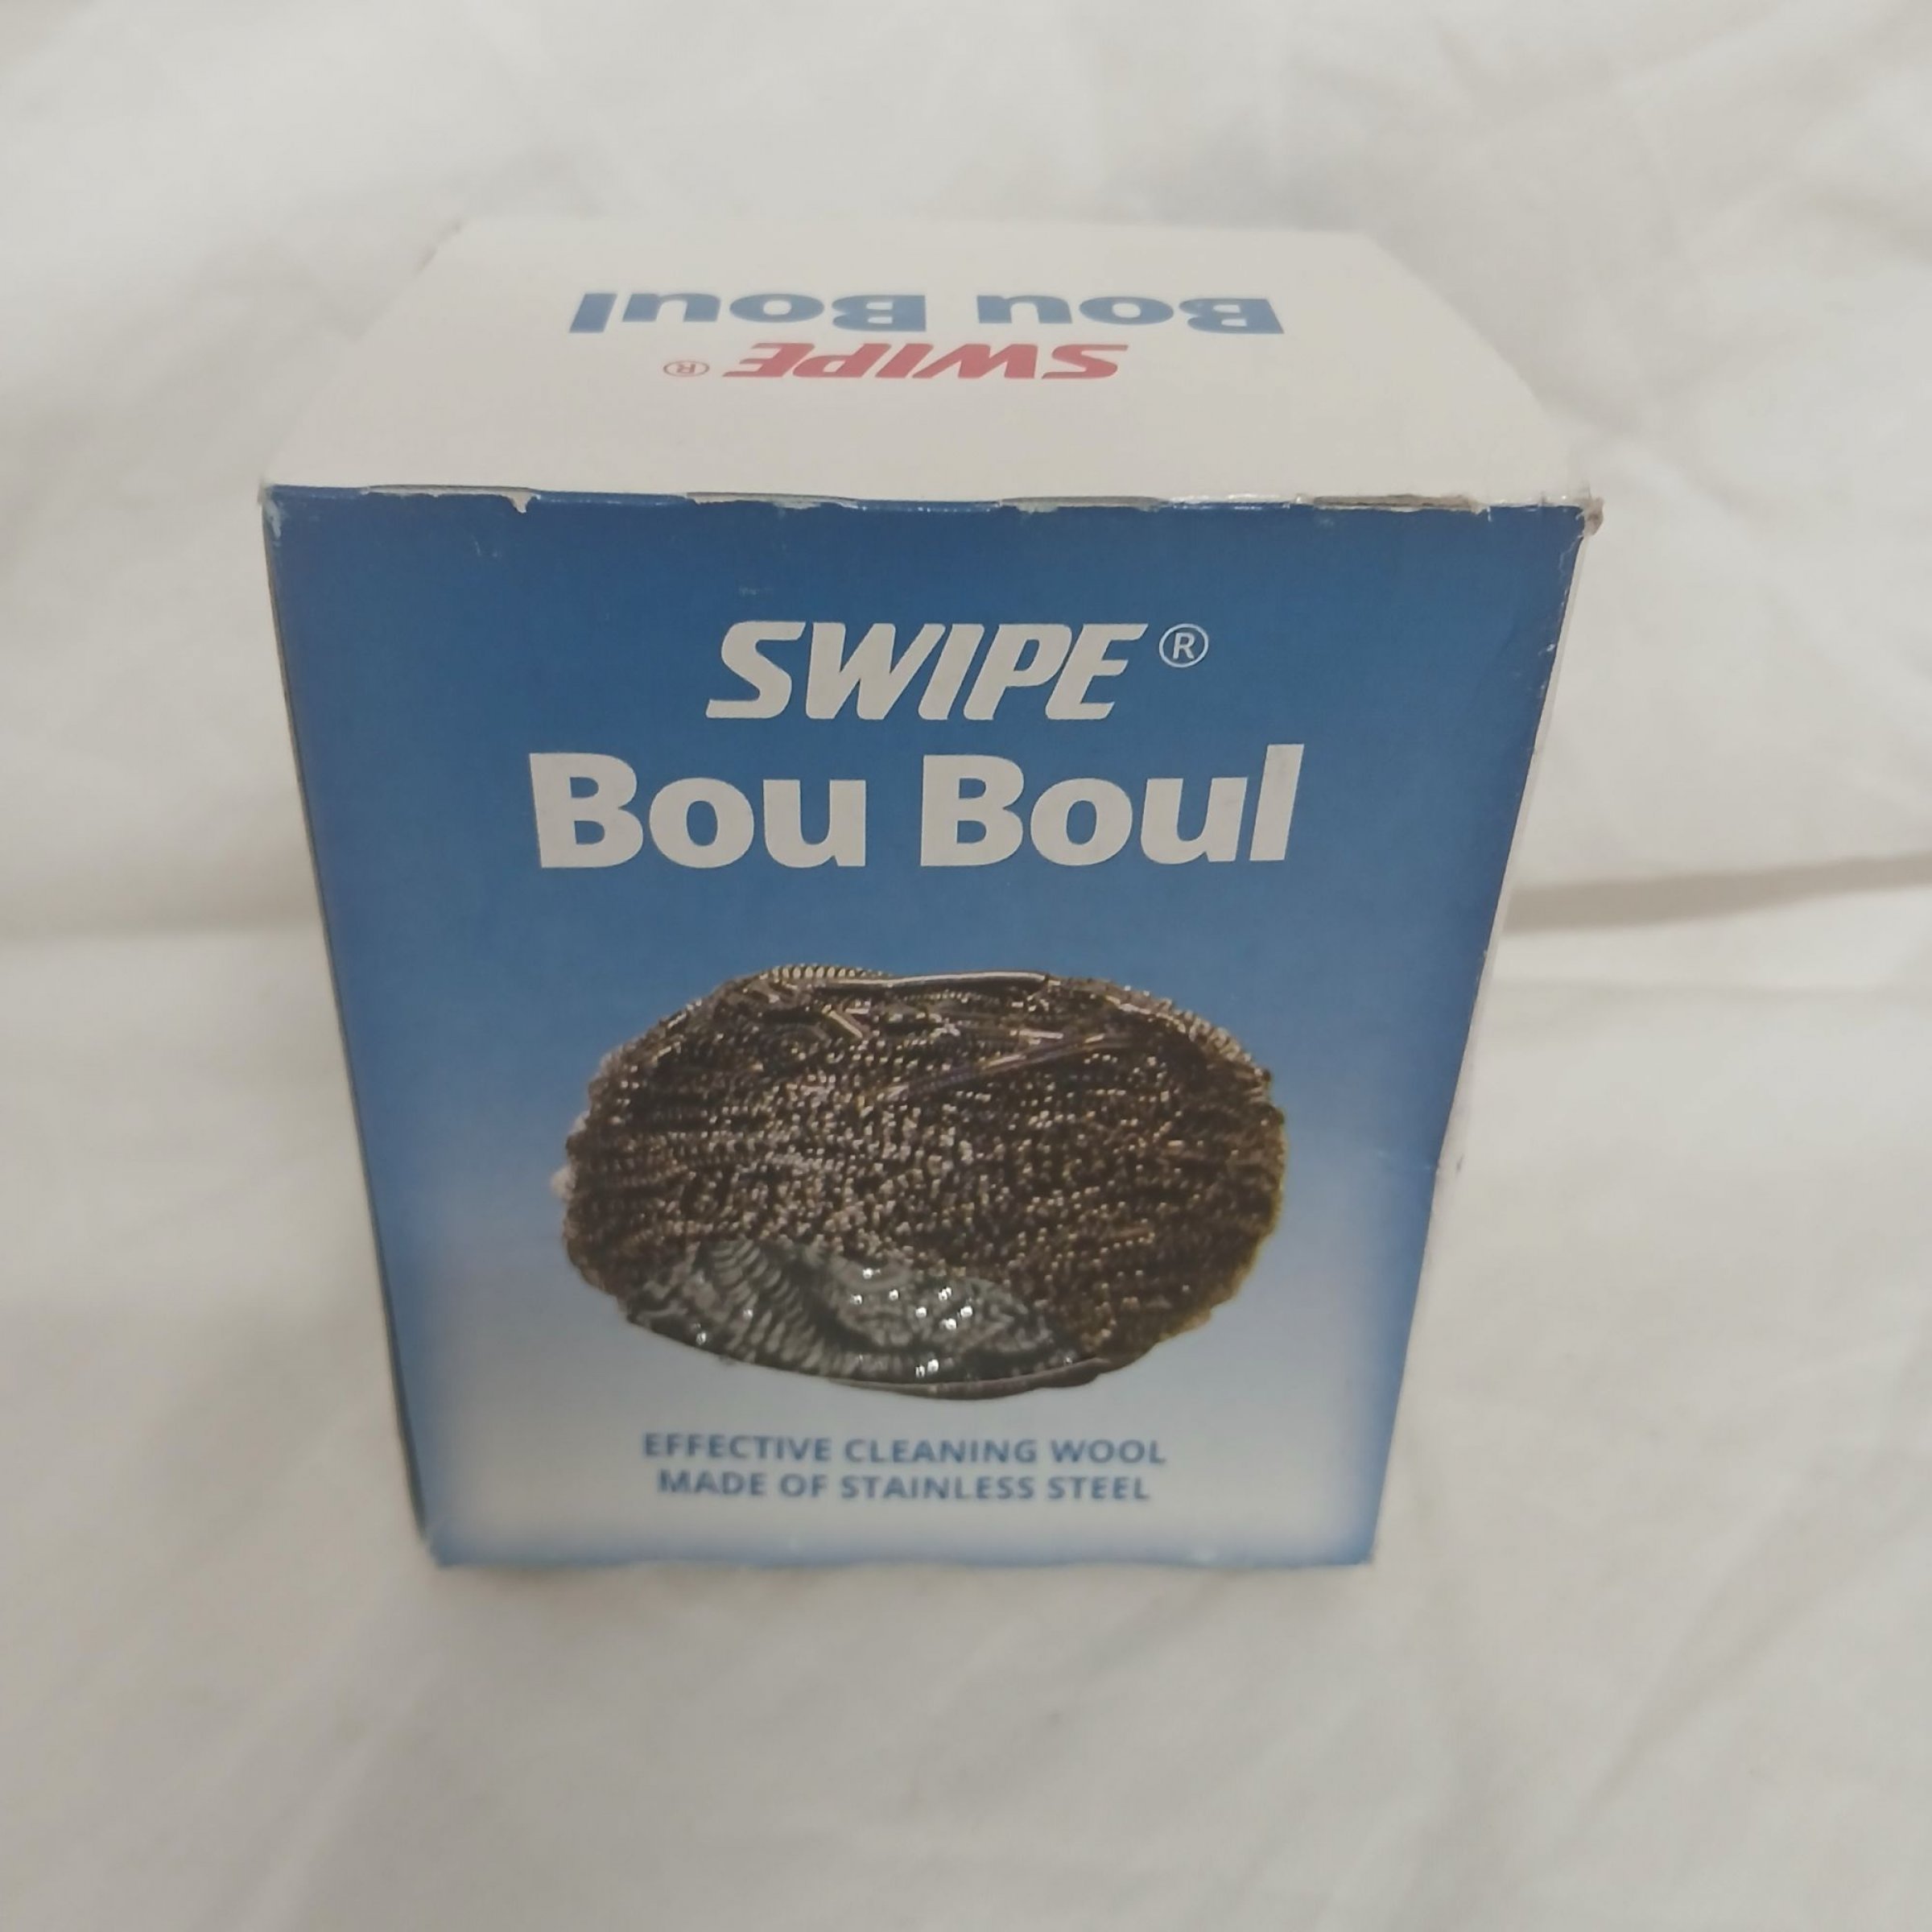 Bou Boul
SWIPE®
SWIPE®
Bou Boul
EFFECTIVE CLEANING WOOL
MADE OF STAINLESS STEEL